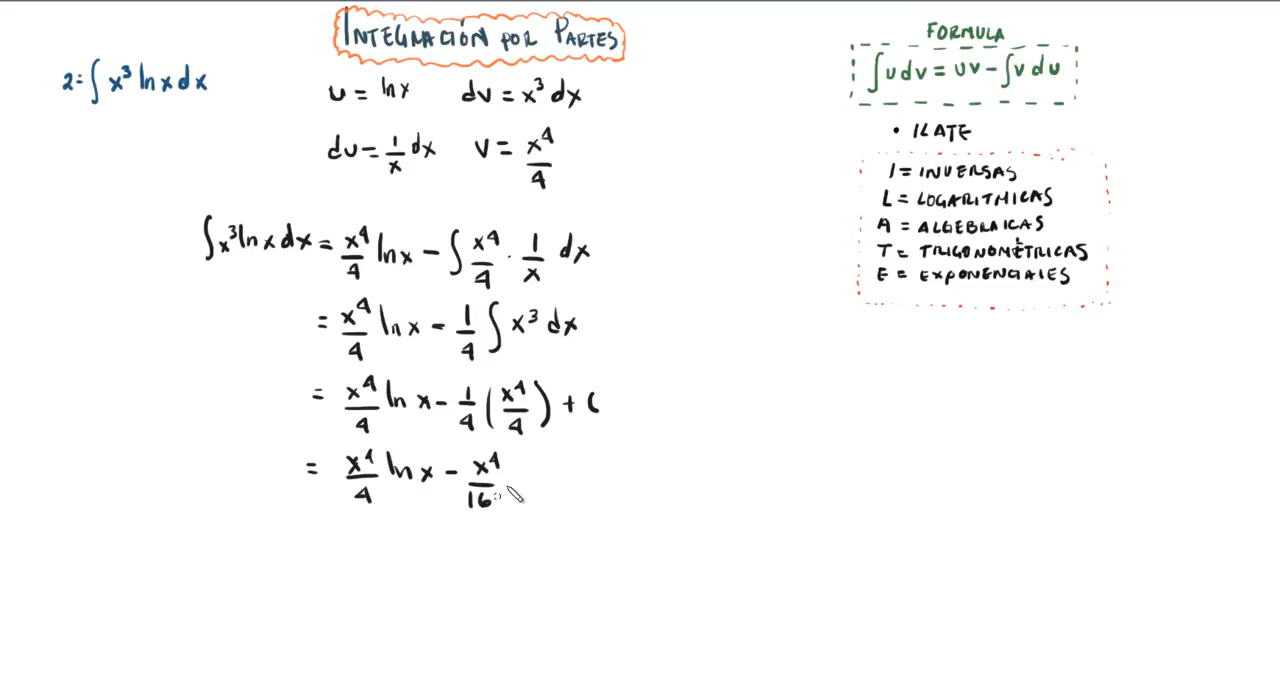 INTEGRACIÓN POR PARTES
2= ∫ x³ ln x dx
u = ln x    dv = x³ dx
du = 1/x dx    v = x⁴/4
∫ x³ ln x dx = x⁴/4 ln x − ∫ x⁴/4 · 1/x dx
= x⁴/4 ln x − 1/4 ∫ x³ dx
= x⁴/4 ln x − 1/4 (x⁴/4) + C
= x⁴/4 ln x − x⁴/16
FORMULA
∫ u dv = uv − ∫ v du
• ILATE
I = INVERSAS
L = LOGARITMICAS
A = ALGEBRAICAS
T = TRIGONOMÉTRICAS
E = EXPONENCIALES